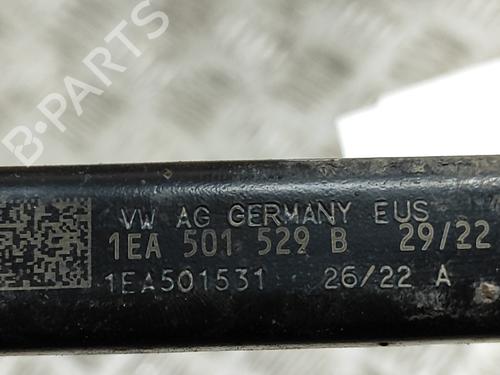 B-PARTS
VW AG GERMANY EUS
1EA 501 529 B 29/22
1EA501531 26/22 A